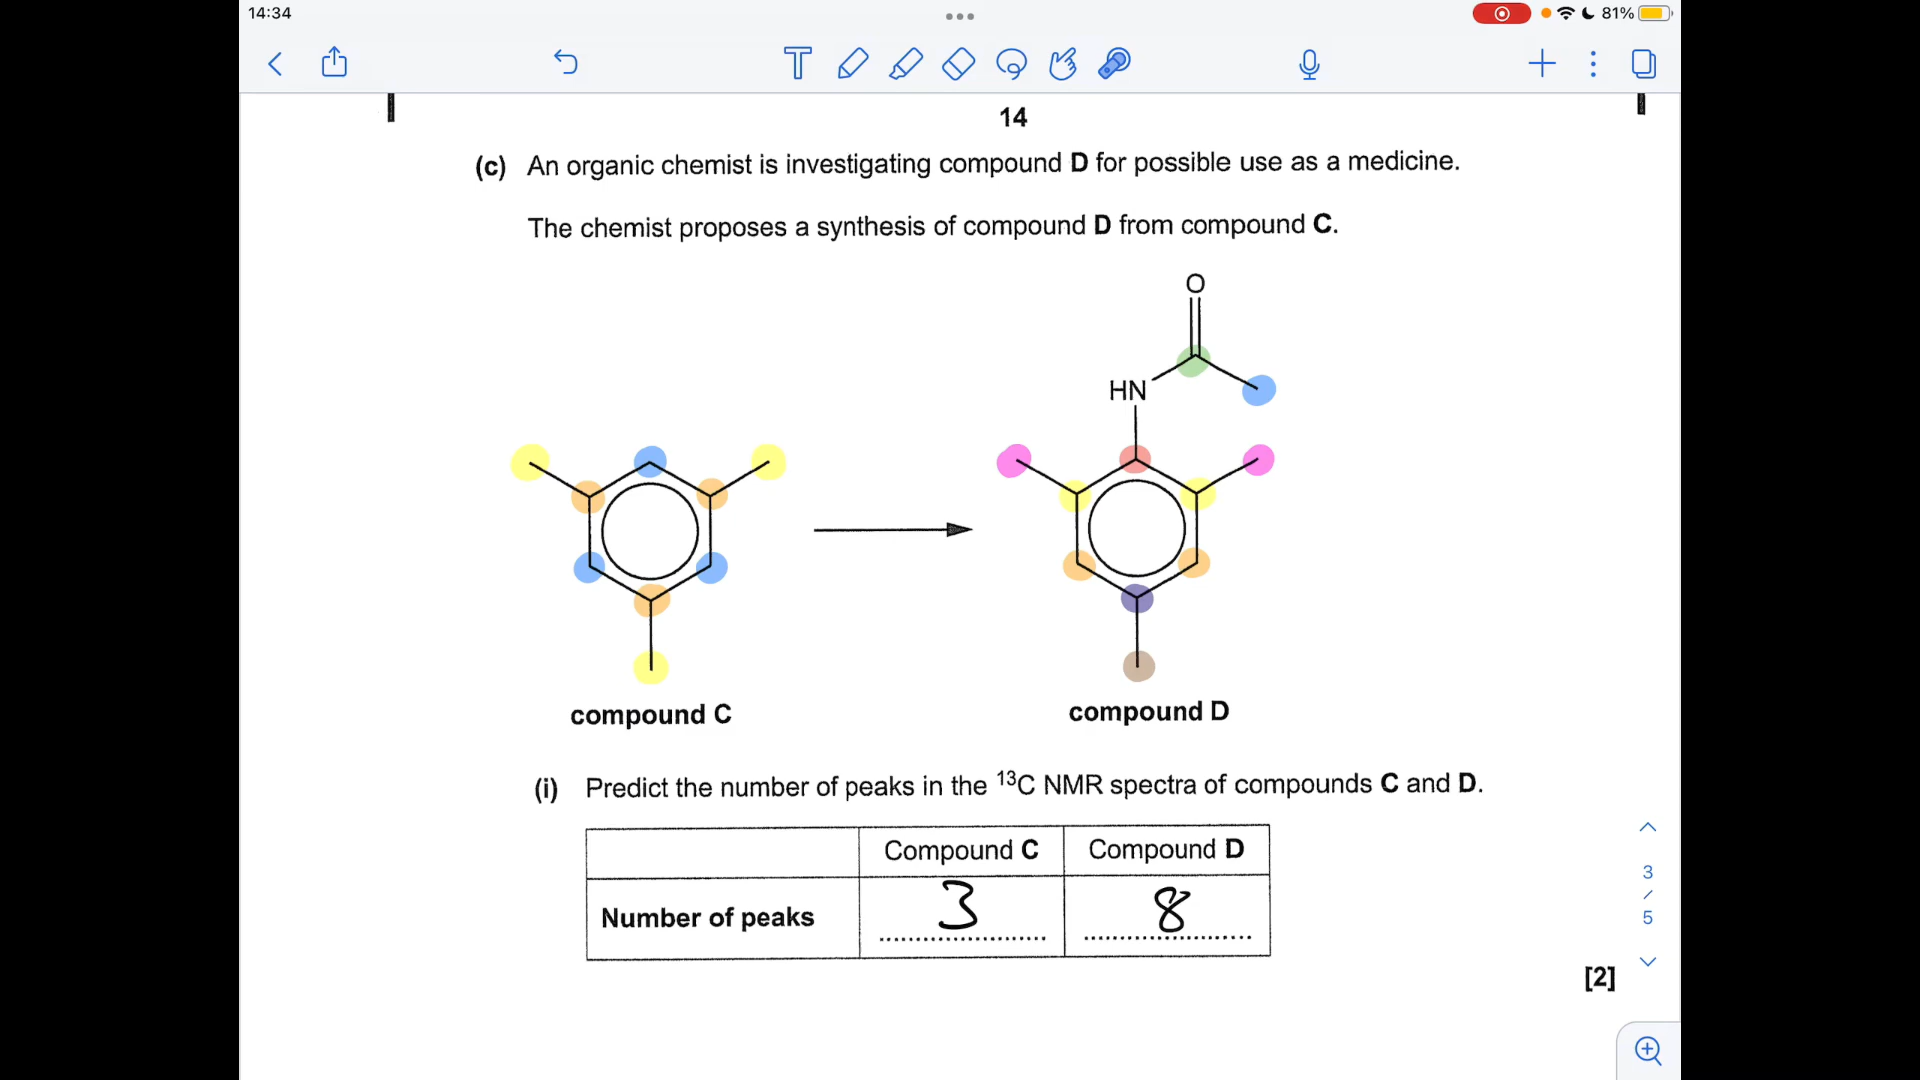 14:34
81%
14
(c) An organic chemist is investigating compound D for possible use as a medicine.
The chemist proposes a synthesis of compound D from compound C.
O
HN
compound C
compound D
(i) Predict the number of peaks in the ¹³C NMR spectra of compounds C and D.
Compound C Compound D
Number of peaks 3 8
[2]
3
/
5